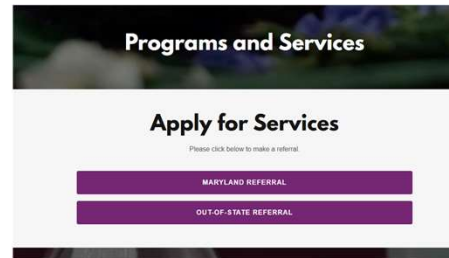 Programs and Services
Apply for Services
Please click below to make a referral.
MARYLAND REFERRAL
OUT-OF-STATE REFERRAL